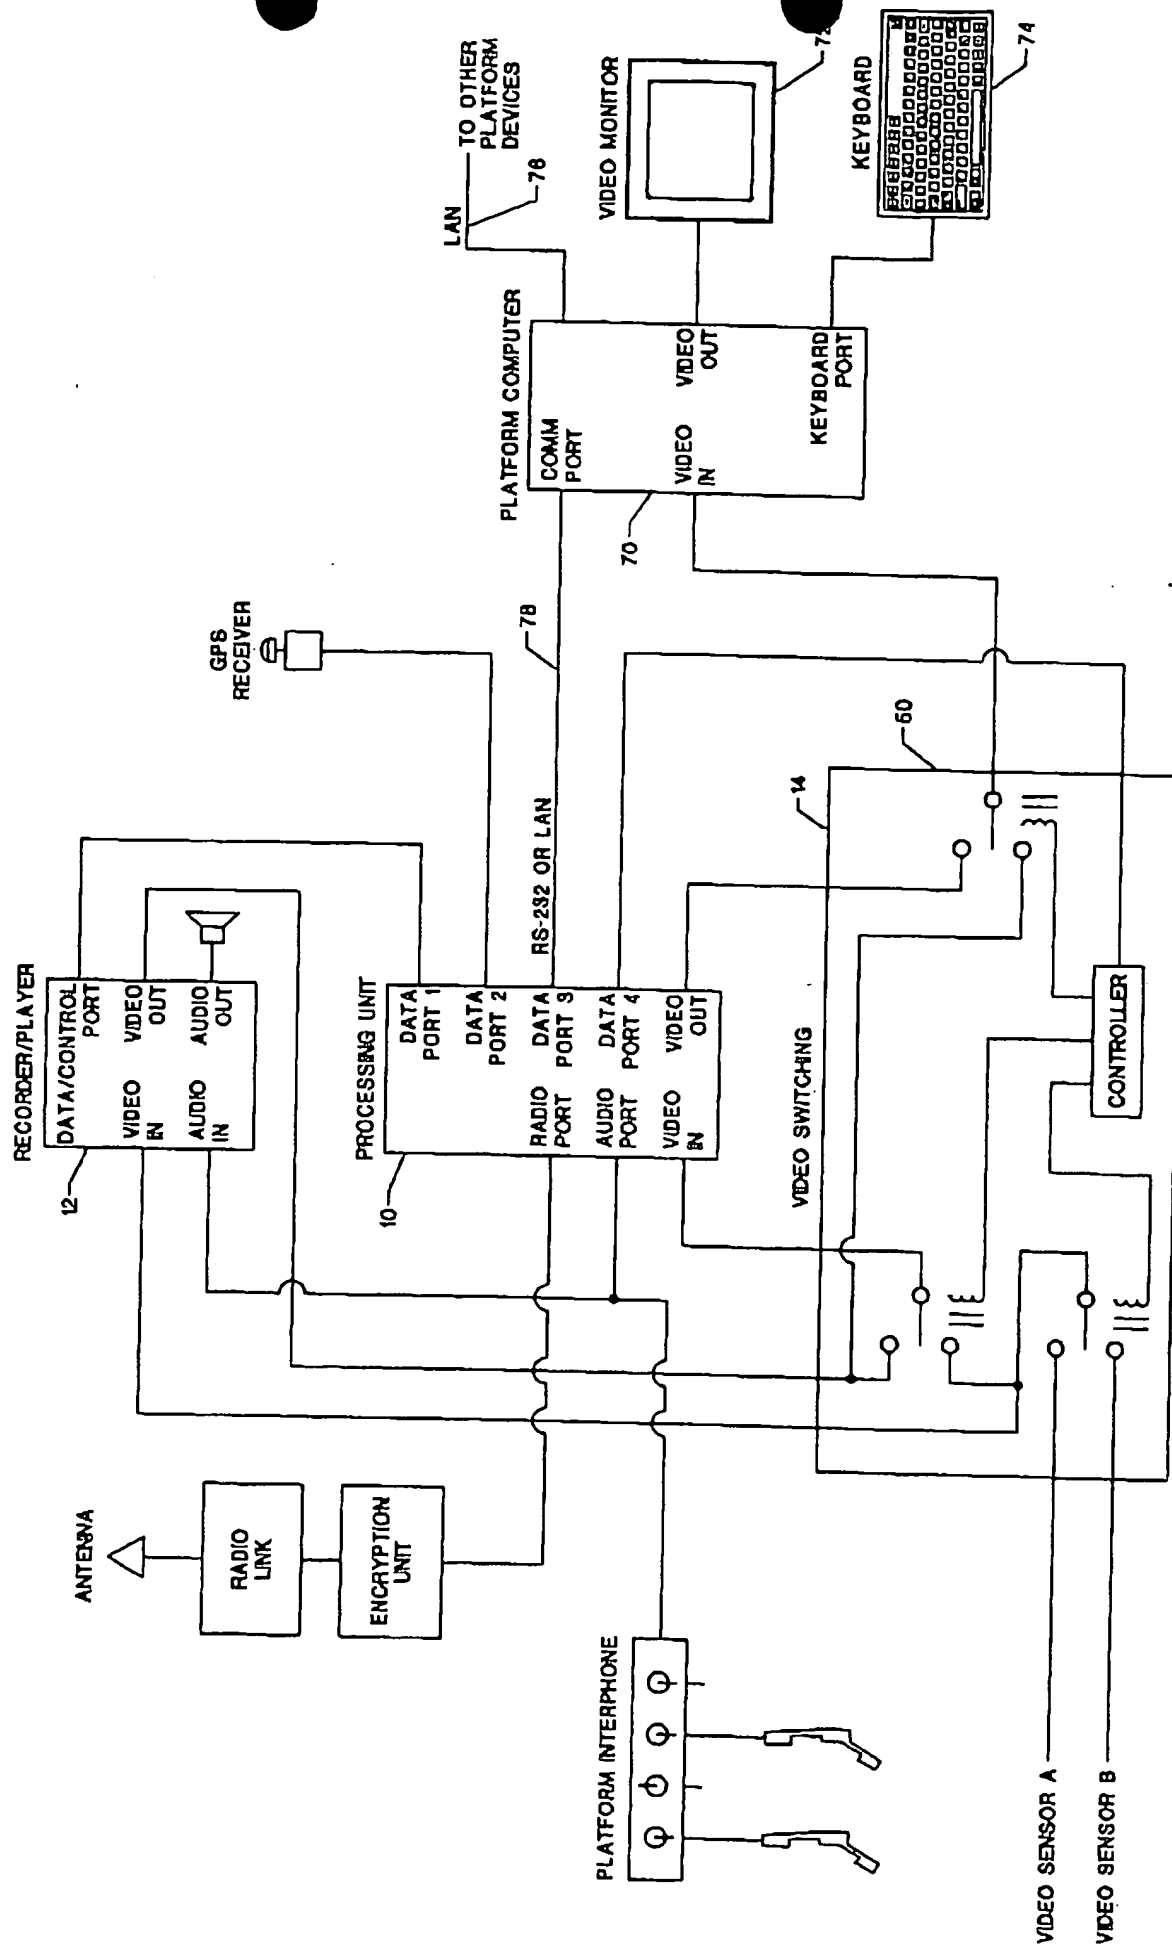 ANTENNA
RADIO
LINK
ENCRYPTION
UNIT
RECORDER/PLAYER
12
DATA/CONTROL
PORT
VIDEO
IN
VIDEO
OUT
AUDIO
IN
AUDIO
OUT
GPS
RECEIVER
PROCESSING UNIT
10
DATA
PORT 1
DATA
PORT 2
RADIO
PORT
DATA
PORT 3
AUDIO
PORT
DATA
PORT 4
VIDEO
IN
VIDEO
OUT
RS-232 OR LAN
78
LAN
TO OTHER
PLATFORM
DEVICES
78
PLATFORM COMPUTER
COMM
PORT
VIDEO
IN
VIDEO
OUT
KEYBOARD
PORT
70
VIDEO MONITOR
KEYBOARD
74
PLATFORM INTERPHONE
VIDEO SWITCHING
14
60
CONTROLLER
VIDEO SENSOR A
VIDEO SENSOR B